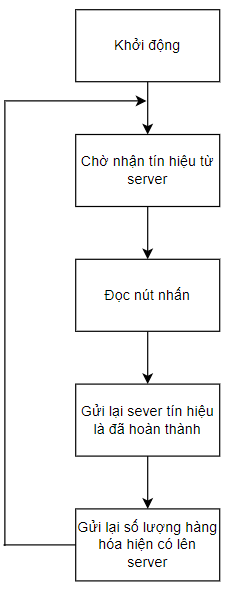 Khởi động
Chờ nhận tín hiệu từ
server
Đọc nút nhấn
Gửi lại sever tín hiệu
là đã hoàn thành
Gửi lại số lượng hàng
hóa hiện có lên
server